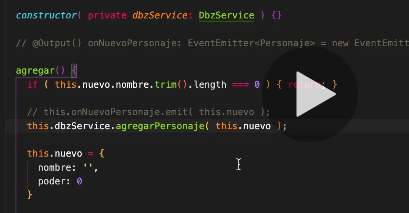 constructor( private dbzService: DbzService ) {}
// @Output() onNuevoPersonaje: EventEmitter<Personaje> = new EventEmitt
agregar() {
if ( this.nuevo.nombre.trim().length === 0 ) { return; }
// this.onNuevoPersonaje.emit( this.nuevo );
this.dbzService.agregarPersonaje( this.nuevo );
this.nuevo = {
nombre: '',
poder: 0
}